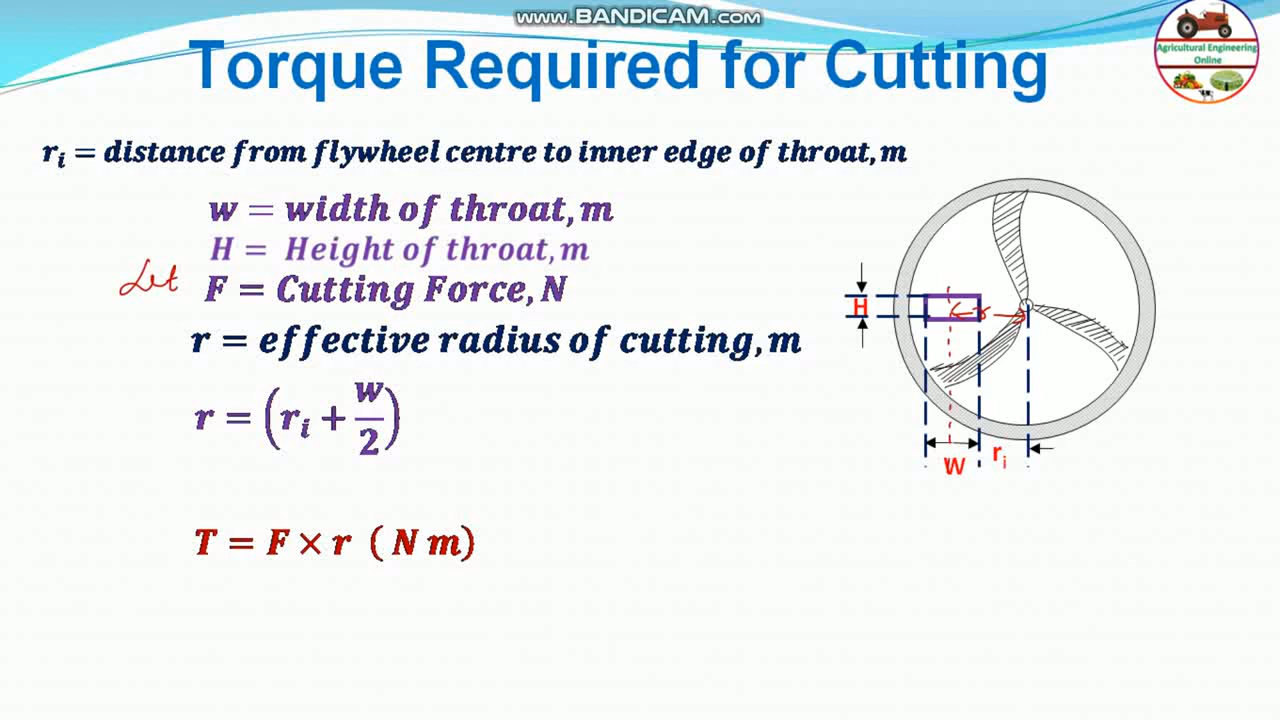 www.BANDICAM.com
Torque Required for Cutting
Agricultural Engineering
Online
rᵢ = distance from flywheel centre to inner edge of throat, m
w = width of throat, m
H = Height of throat, m
Let F = Cutting Force, N
r = effective radius of cutting, m
r = (rᵢ + w/2)
T = F × r ( N m)
H
r
W
rᵢ